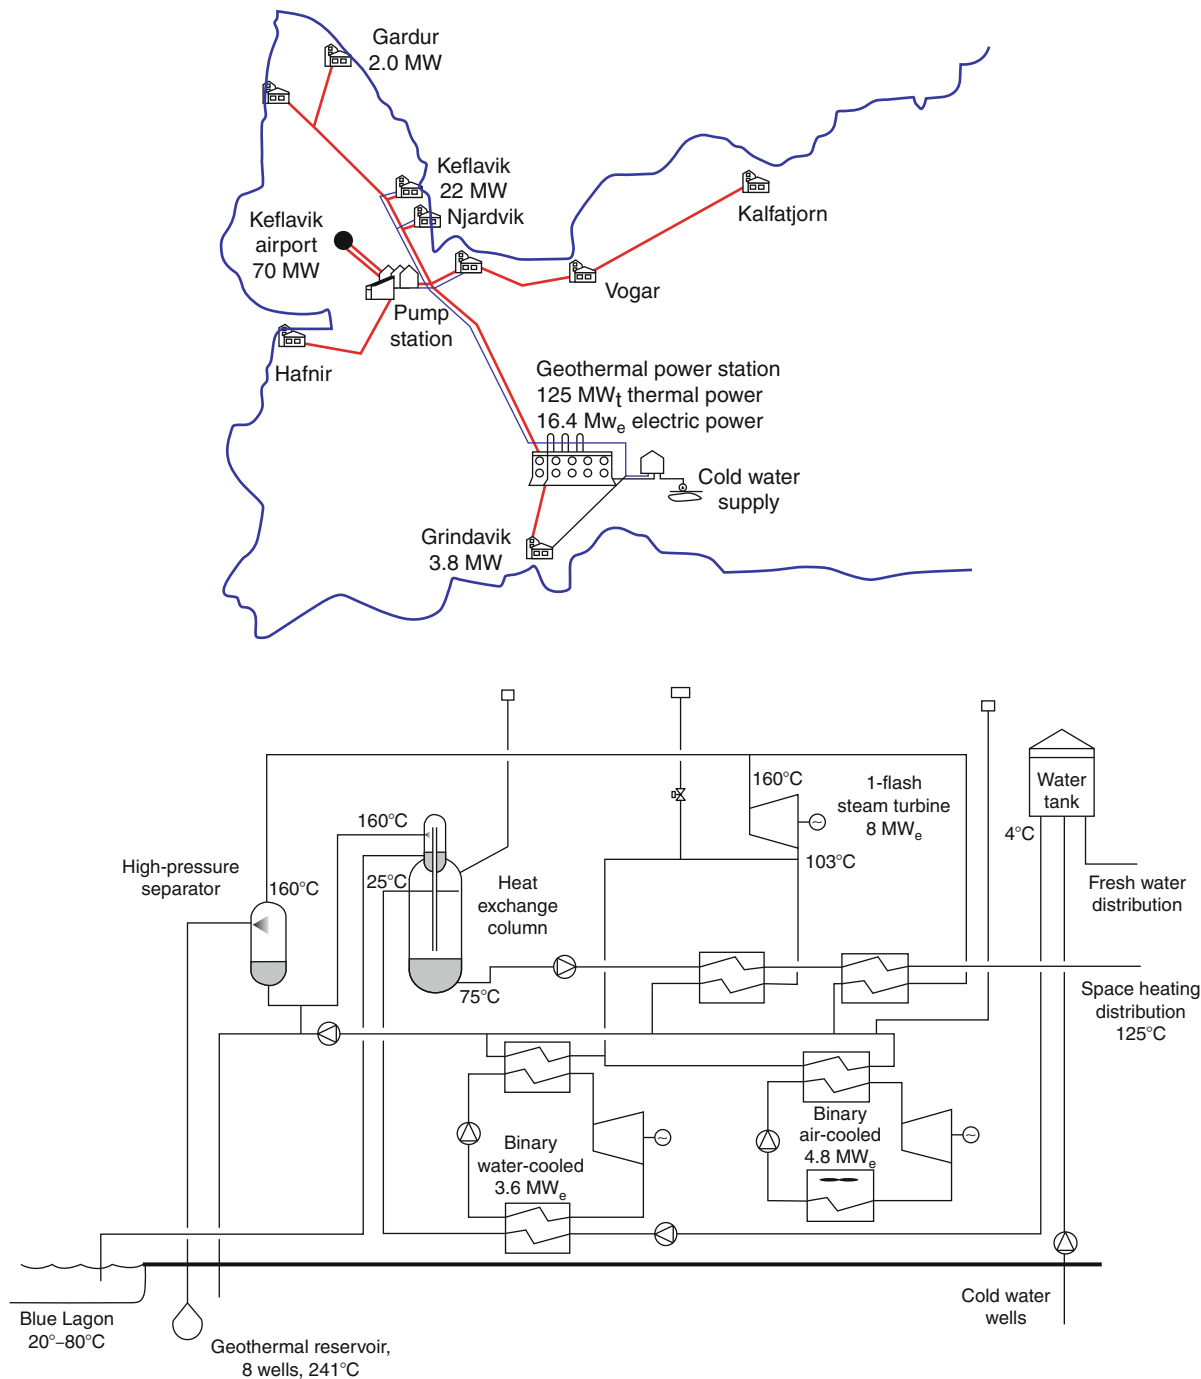 Gardur
2.0 MW
Keflavik
22 MW
Njardvik
Keflavik
airport
70 MW
Kalfatjorn
Vogar
Pump
station
Hafnir
Geothermal power station
125 MWt thermal power
16.4 Mwe electric power
Cold water
supply
Grindavik
3.8 MW
160°C
1-flash
steam turbine
8 MWe
Water
tank
160°C
4°C
103°C
High-pressure
separator
160°C
25°C
Heat
exchange
column
Fresh water
distribution
75°C
Space heating
distribution
125°C
Binary
water-cooled
3.6 MWe
Binary
air-cooled
4.8 MWe
Cold water
wells
Blue Lagon
20°–80°C
Geothermal reservoir,
8 wells, 241°C